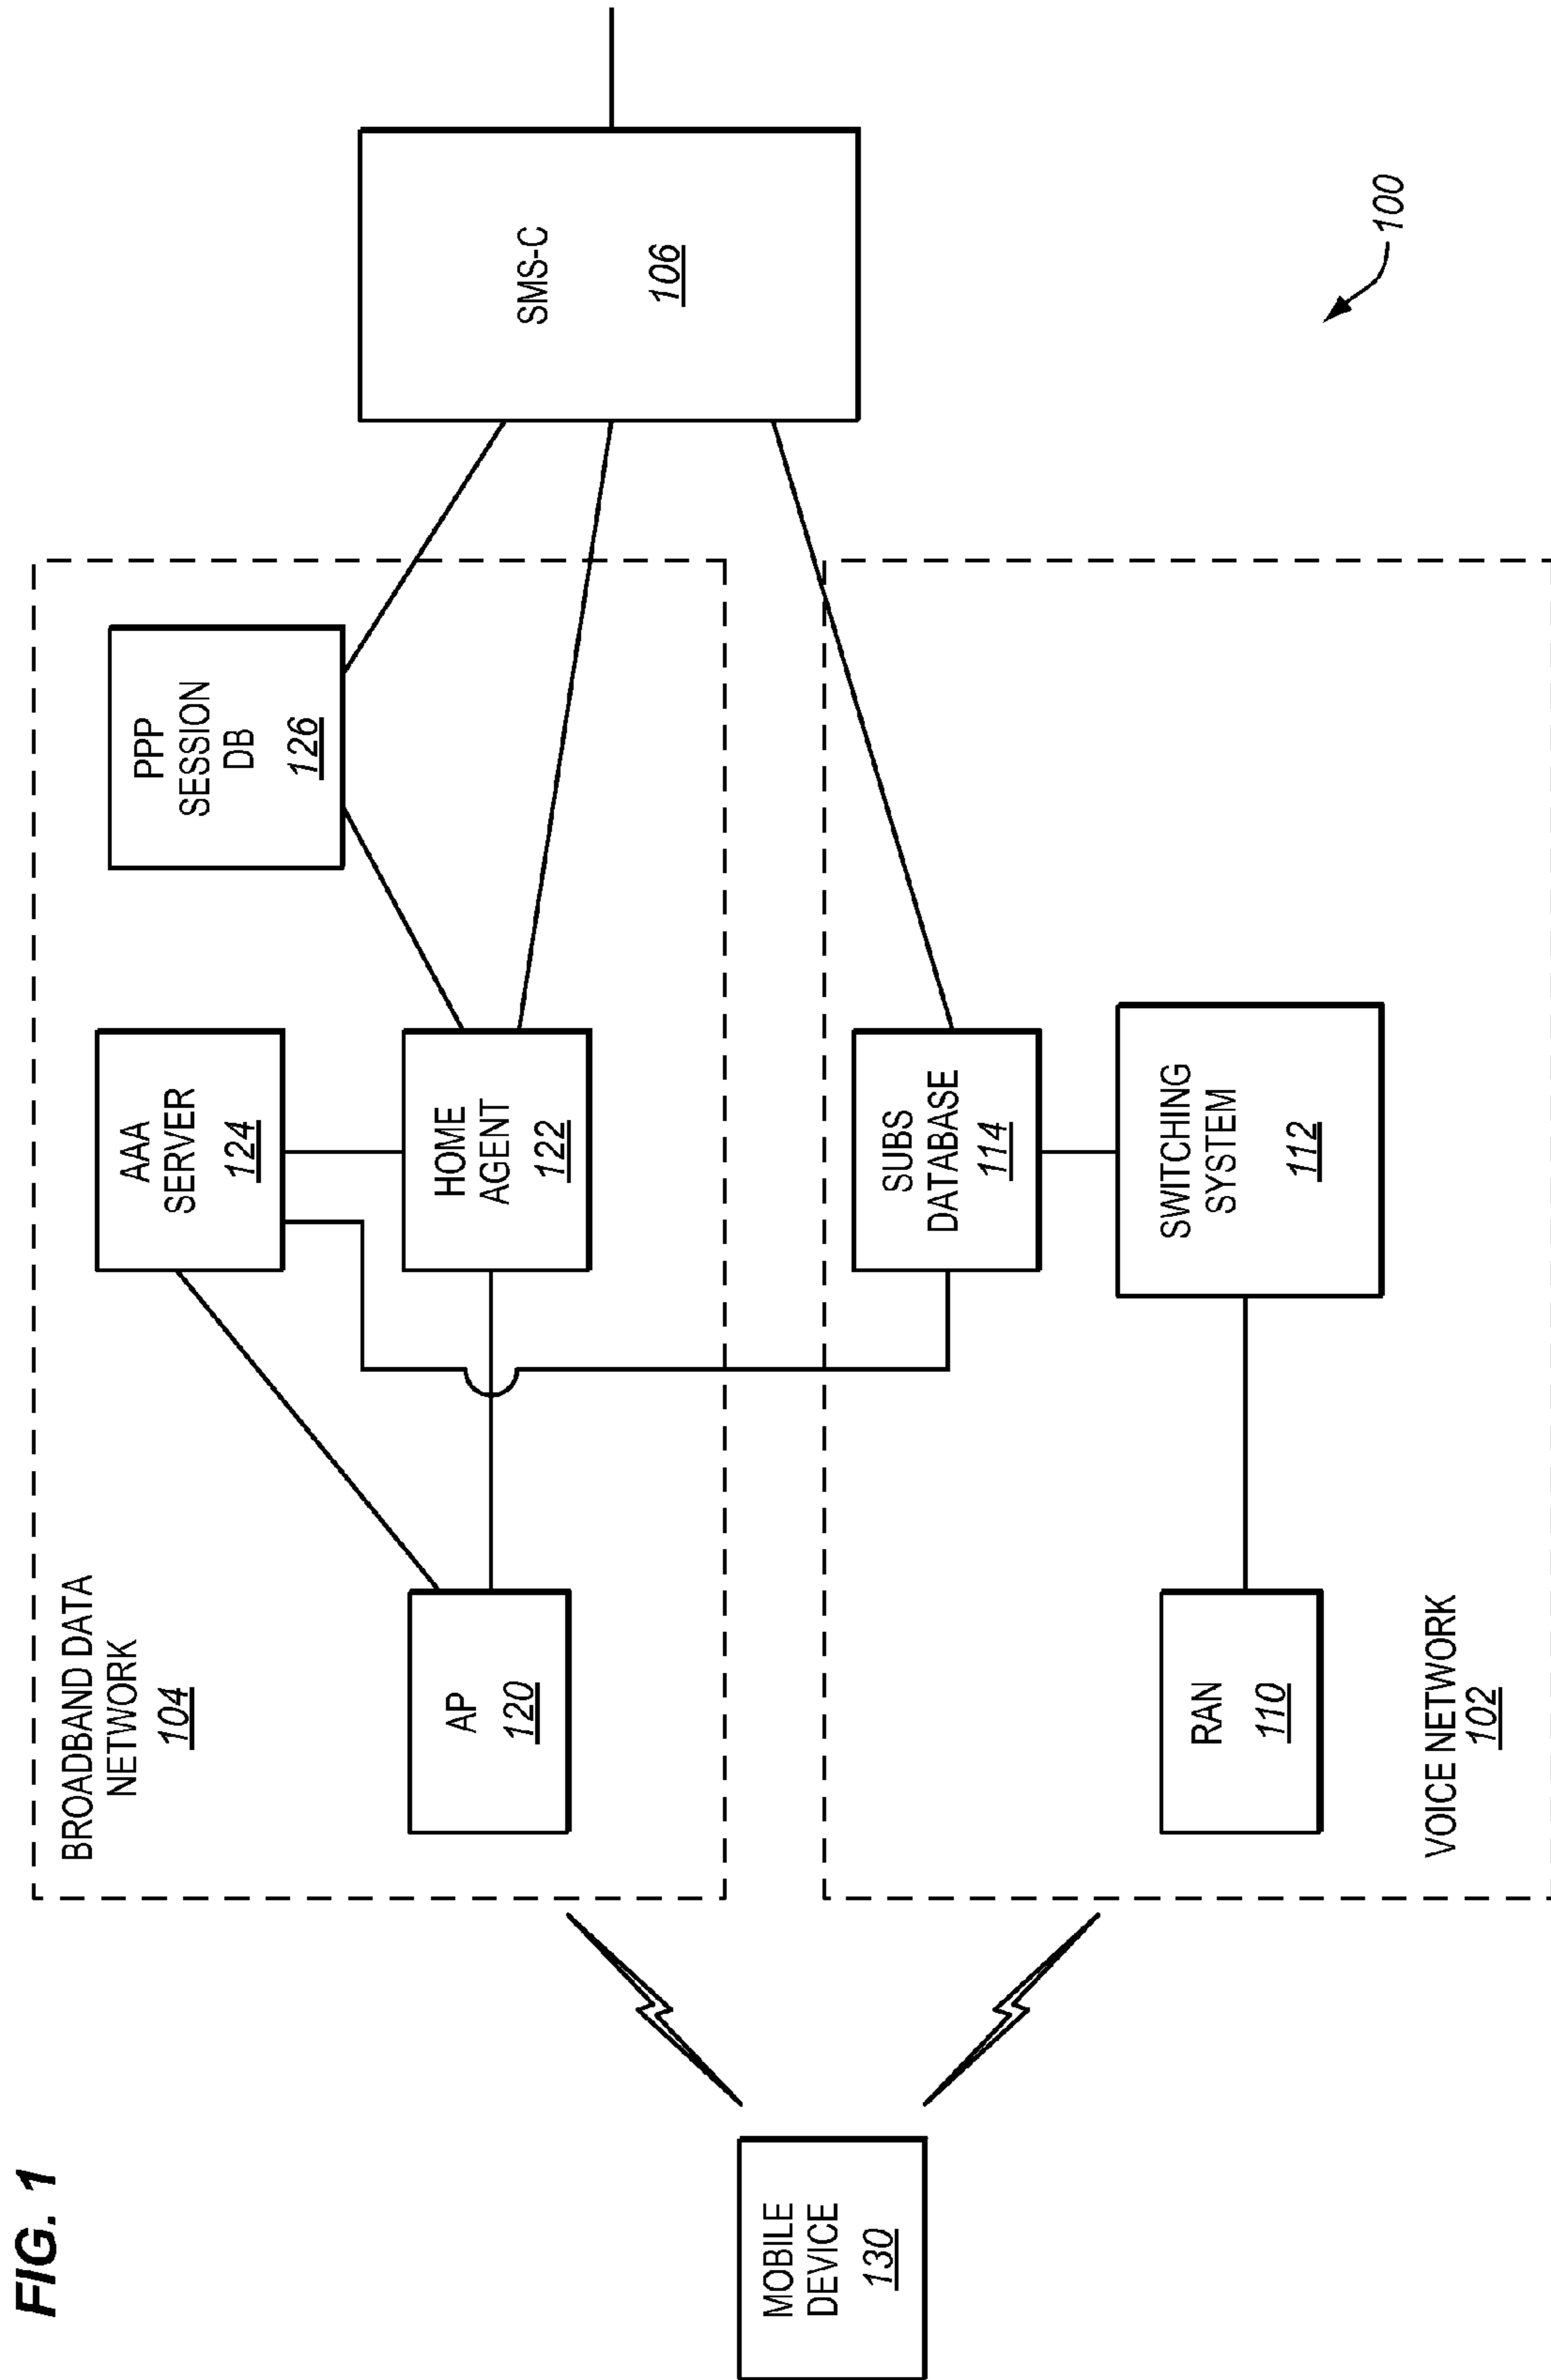 FIG. 1
BROADBAND DATA
NETWORK
104
AAA
SERVER
124
PPP
SESSION
DB
126
AP
120
HOME
AGENT
122
SMS-C
106
MOBILE
DEVICE
130
SUBS
DATABASE
114
RAN
110
SWITCHING
SYSTEM
112
VOICE NETWORK
102
100